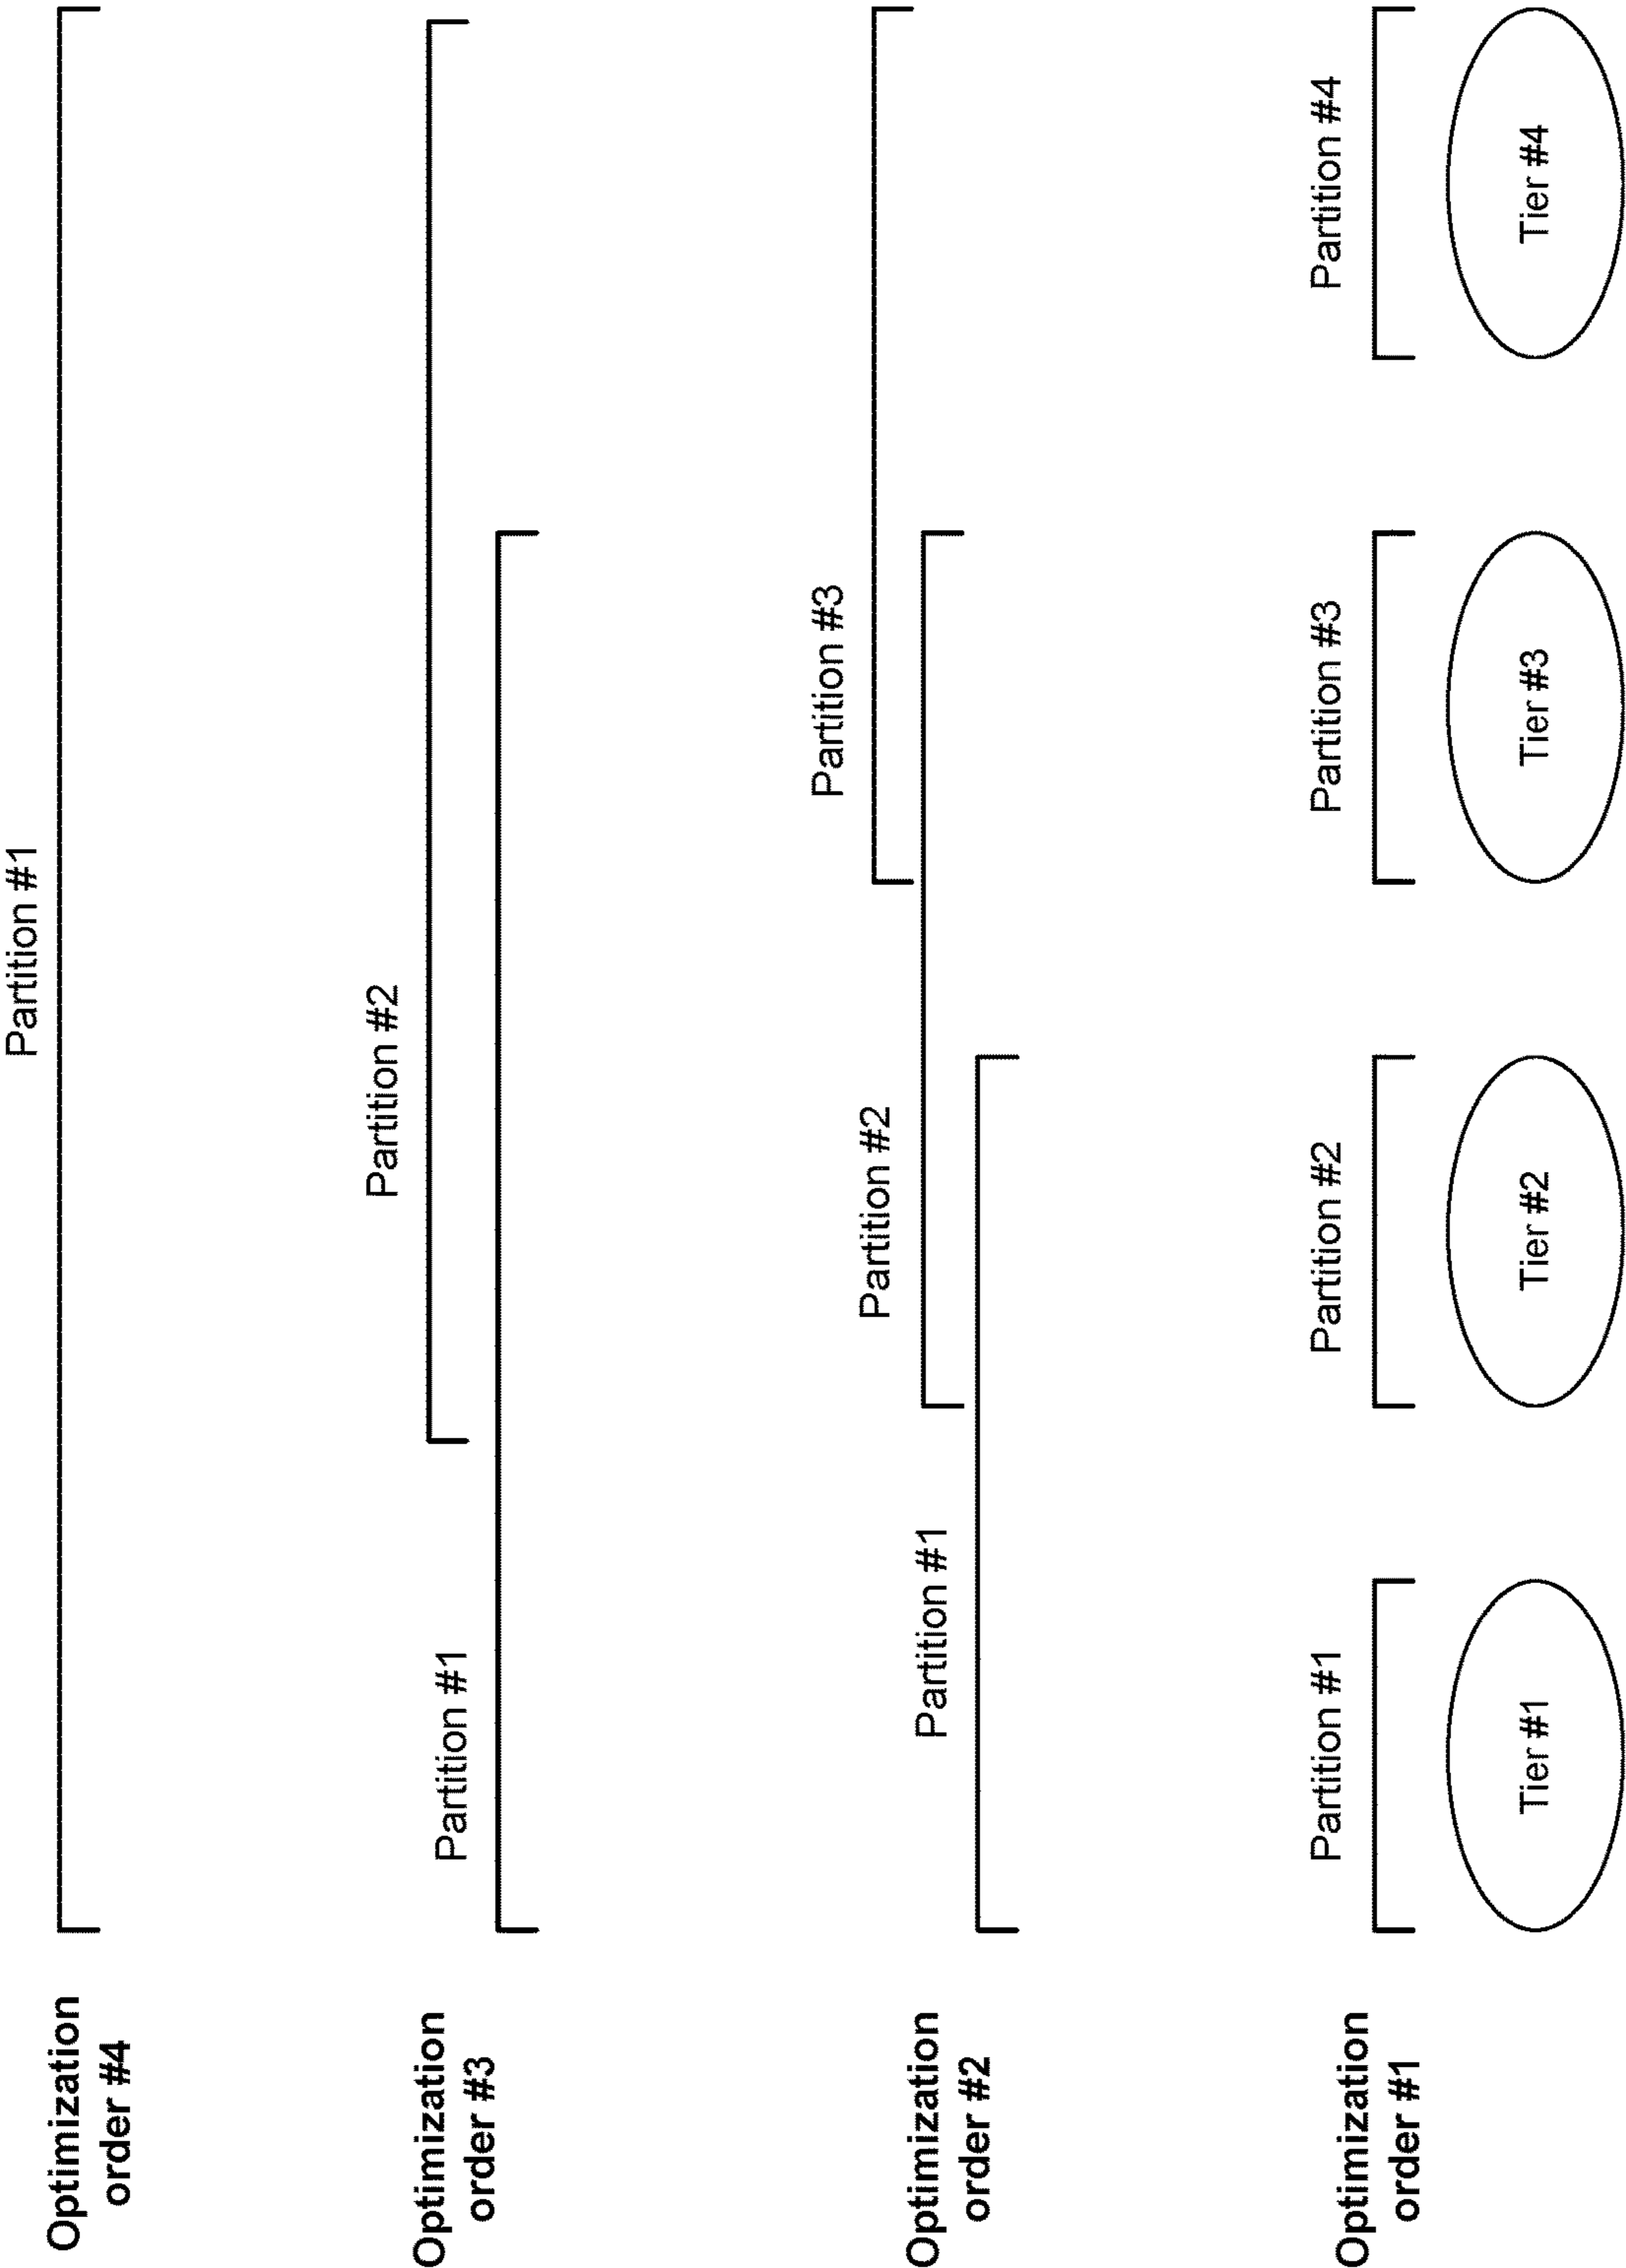 Optimization
order #4
Partition #1
Optimization
order #3
Partition #2
Partition #1
Optimization
order #2
Partition #3
Partition #2
Partition #1
Optimization
order #1
Partition #1
Partition #2
Partition #3
Partition #4
Tier #1
Tier #2
Tier #3
Tier #4